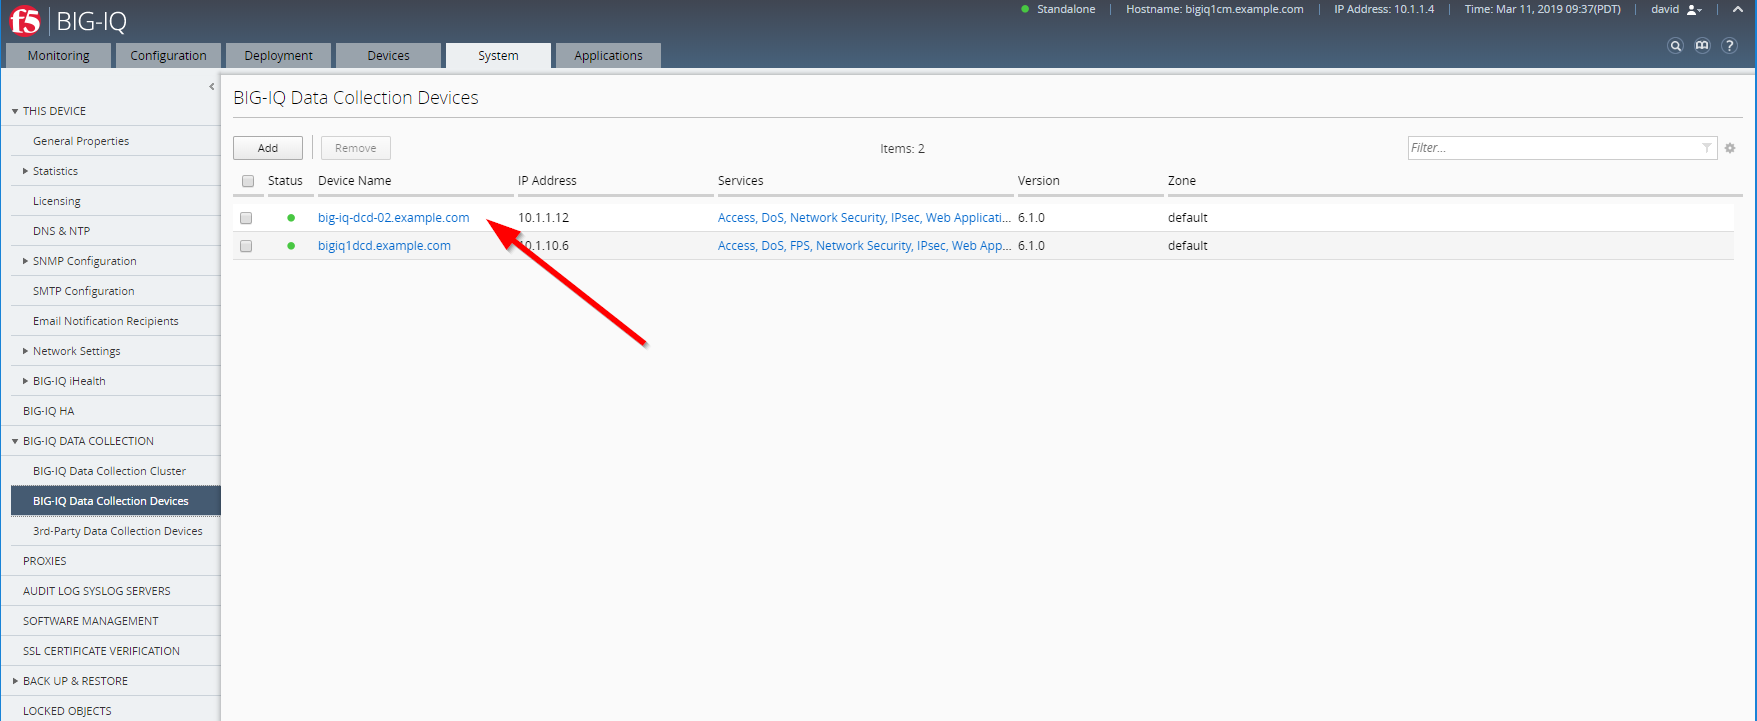 f5 BIG-IQ
Standalone
Hostname: bigiq1cm.example.com
IP Address: 10.1.1.4
Time: Mar 11, 2019 09:37(PDT)
david
Monitoring
Configuration
Deployment
Devices
System
Applications
?
THIS DEVICE
General Properties
Statistics
Licensing
DNS & NTP
SNMP Configuration
SMTP Configuration
Email Notification Recipients
Network Settings
BIG-IQ iHealth
BIG-IQ HA
BIG-IQ DATA COLLECTION
BIG-IQ Data Collection Cluster
BIG-IQ Data Collection Devices
3rd-Party Data Collection Devices
PROXIES
AUDIT LOG SYSLOG SERVERS
SOFTWARE MANAGEMENT
SSL CERTIFICATE VERIFICATION
BACK UP & RESTORE
LOCKED OBJECTS
BIG-IQ Data Collection Devices
Add
Remove
Items: 2
Filter...
Status Device Name IP Address Services Version Zone
big-iq-dcd-02.example.com 10.1.1.12 Access, DoS, Network Security, IPsec, Web Applicati... 6.1.0 default
bigiq1dcd.example.com 10.1.10.6 Access, DoS, FPS, Network Security, IPsec, Web App... 6.1.0 default